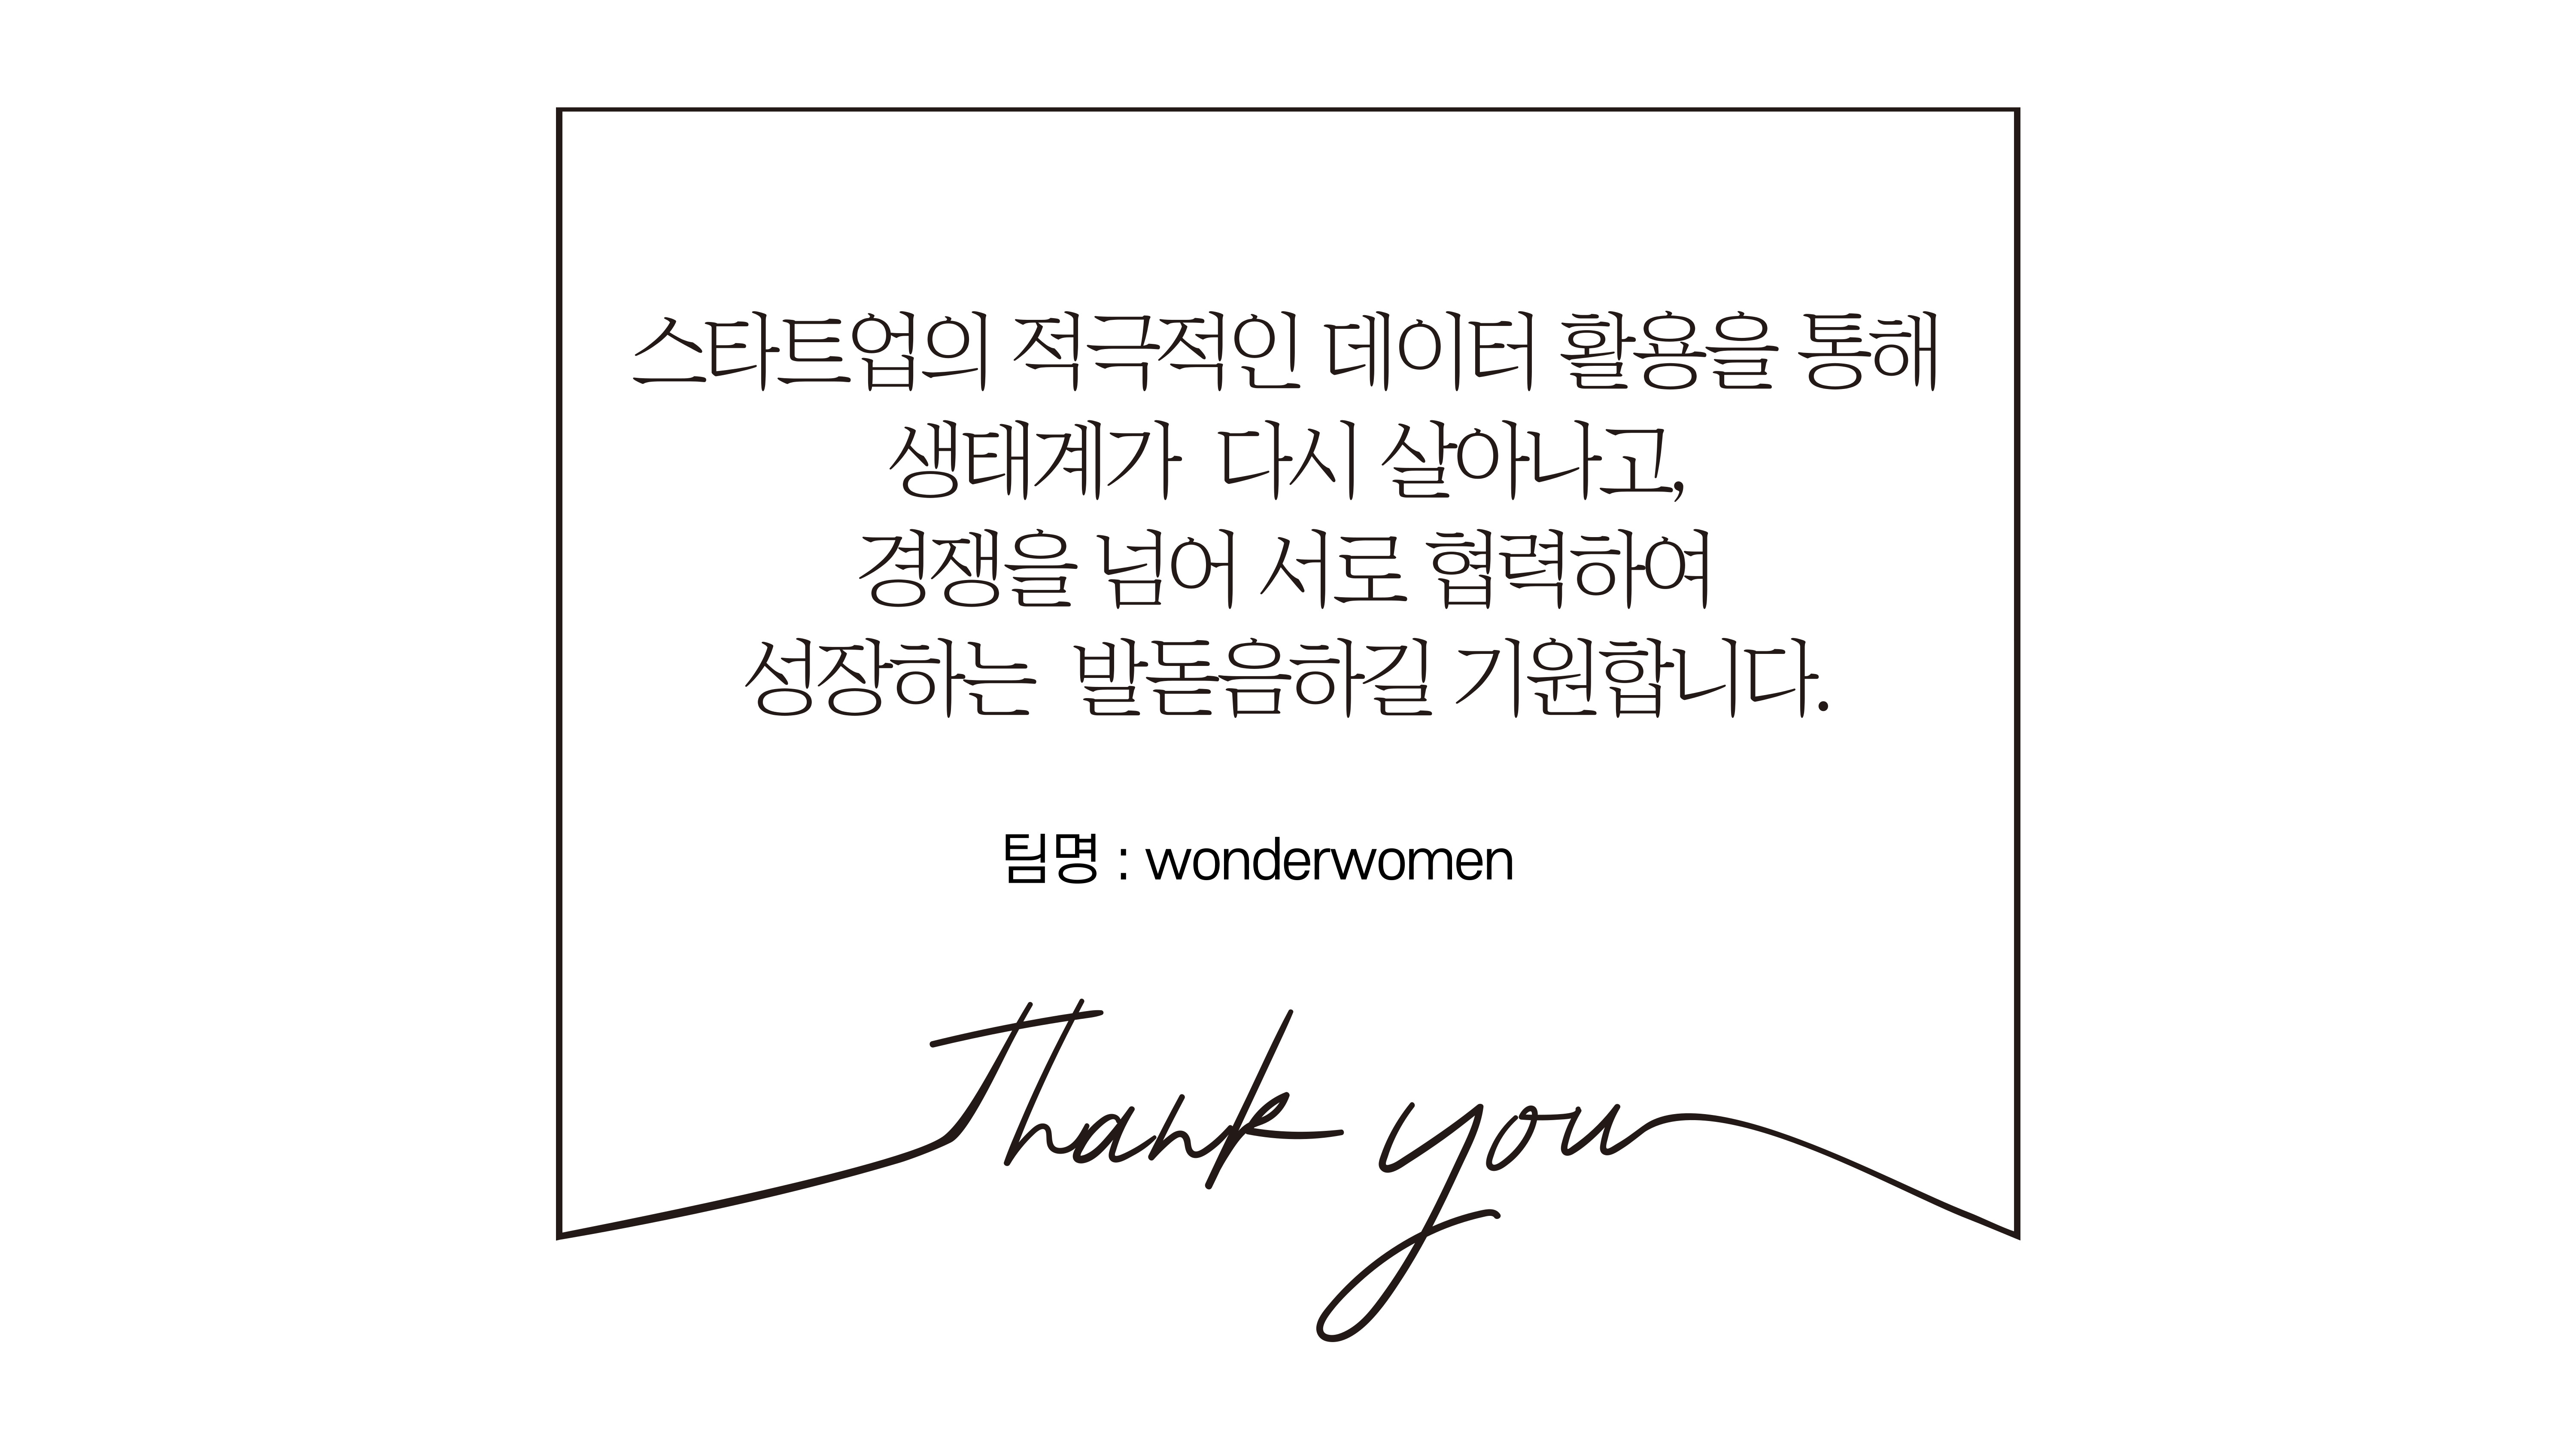 스타트업의 적극적인 데이터 활용을 통해
생태계가 다시 살아나고,
경쟁을 넘어 서로 협력하여
성장하는 발돋음하길 기원합니다.
팀명 : wonderwomen
Thank you